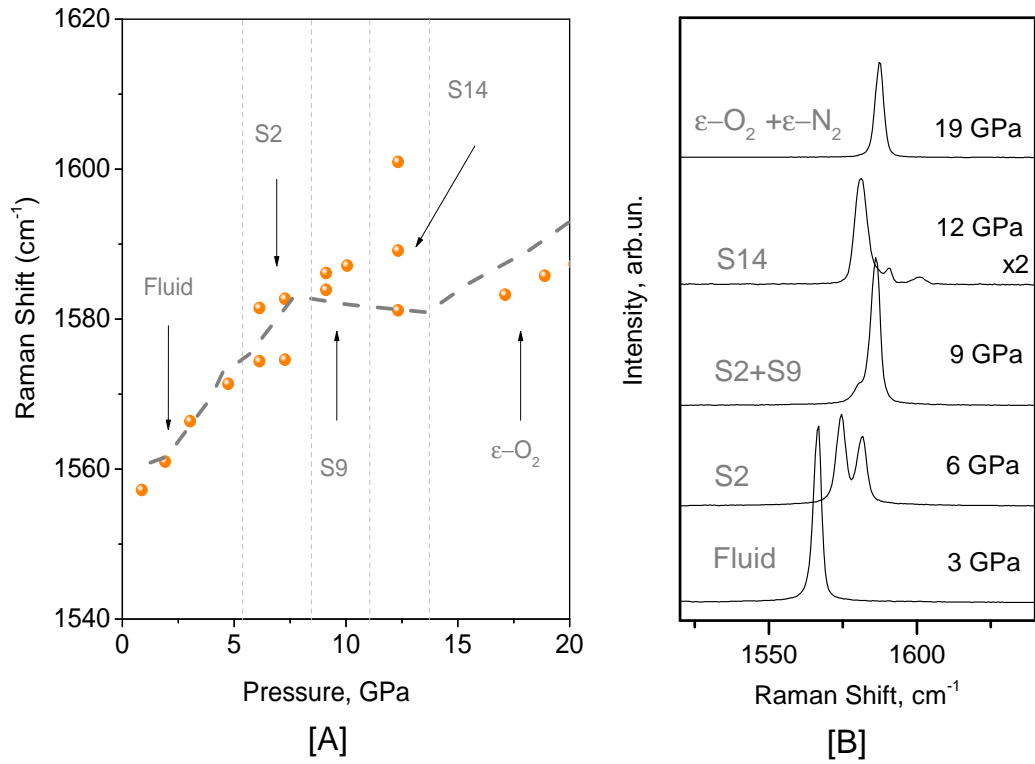 1620
1600
1580
1560
1540
0
5
10
15
20
Raman Shift (cm⁻¹)
Pressure, GPa
Fluid
S2
S9
S14
ε–O₂
[A]
Intensity, arb.un.
ε–O₂ +ε–N₂
19 GPa
S14
12 GPa
x2
S2+S9
9 GPa
S2
6 GPa
Fluid
3 GPa
1550
1600
Raman Shift, cm⁻¹
[B]